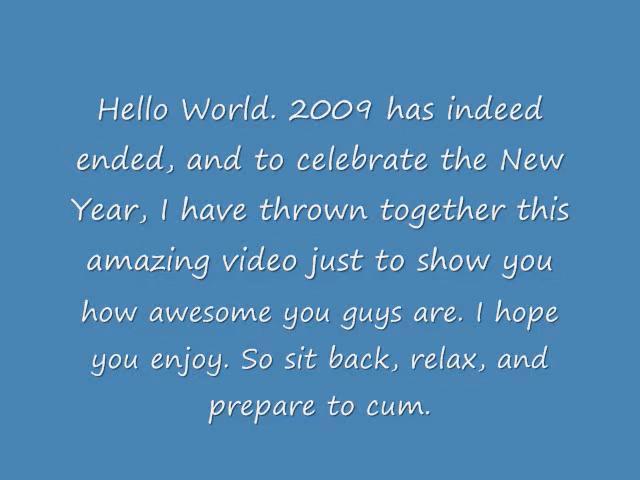 Hello World. 2009 has indeed
ended, and to celebrate the New
Year, I have thrown together this
amazing video just to show you
how awesome you guys are. I hope
you enjoy. So sit back, relax, and
prepare to cum.